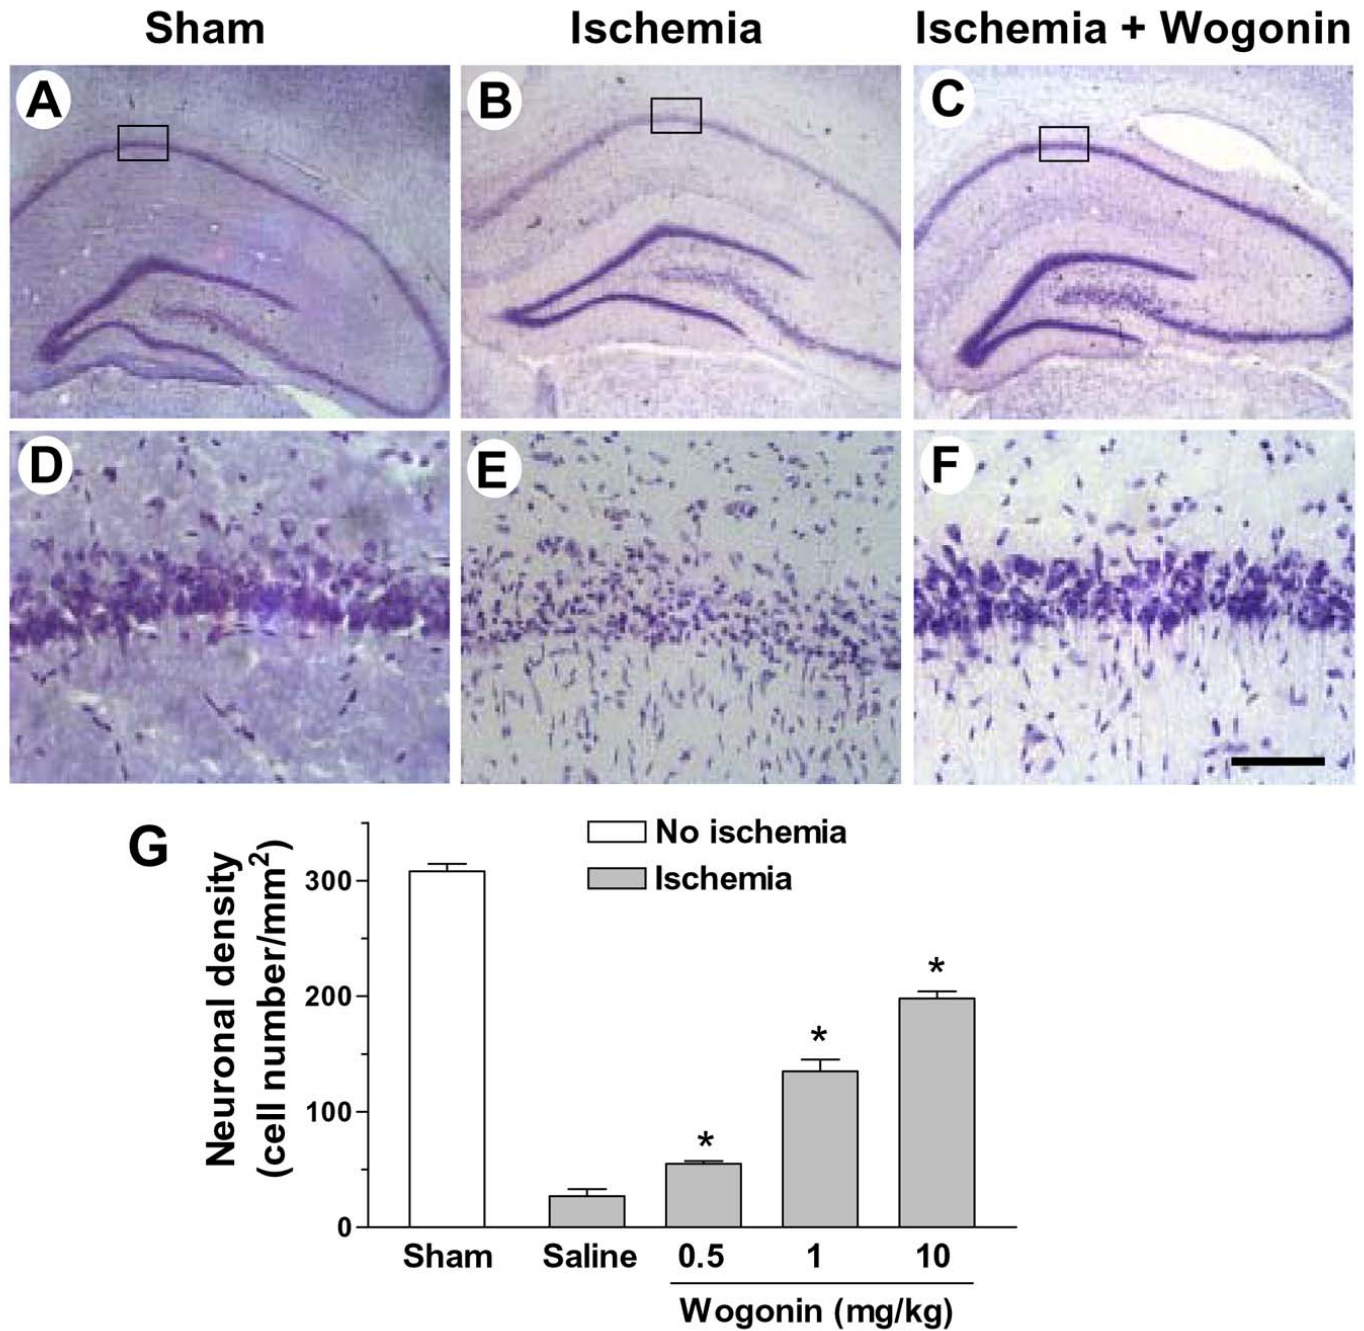 Sham Ischemia Ischemia + Wogonin
A B C
D E F
G
No ischemia
Ischemia
Neuronal density
(cell number/mm²)
300
200
100
0
*
*
*
Sham Saline 0.5 1 10
Wogonin (mg/kg)